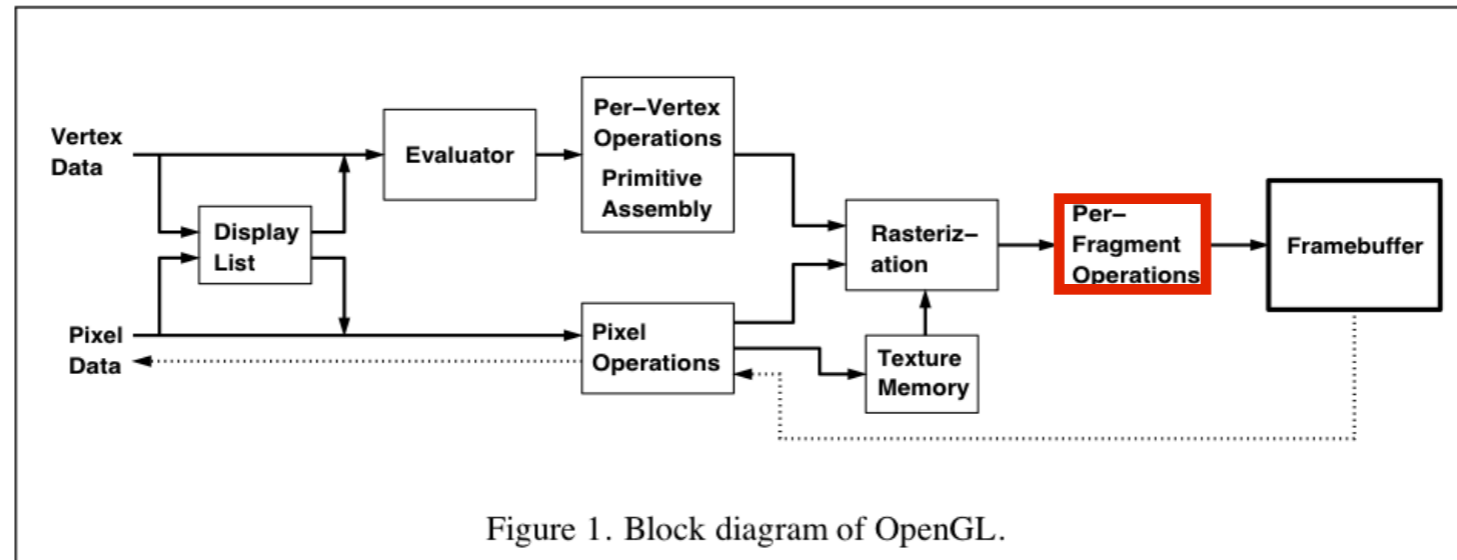 Vertex
Data
Display
List
Evaluator
Per–Vertex
Operations
Primitive
Assembly
Rasteriz–
ation
Per–
Fragment
Operations
Framebuffer
Pixel
Data
Pixel
Operations
Texture
Memory
Figure 1. Block diagram of OpenGL.